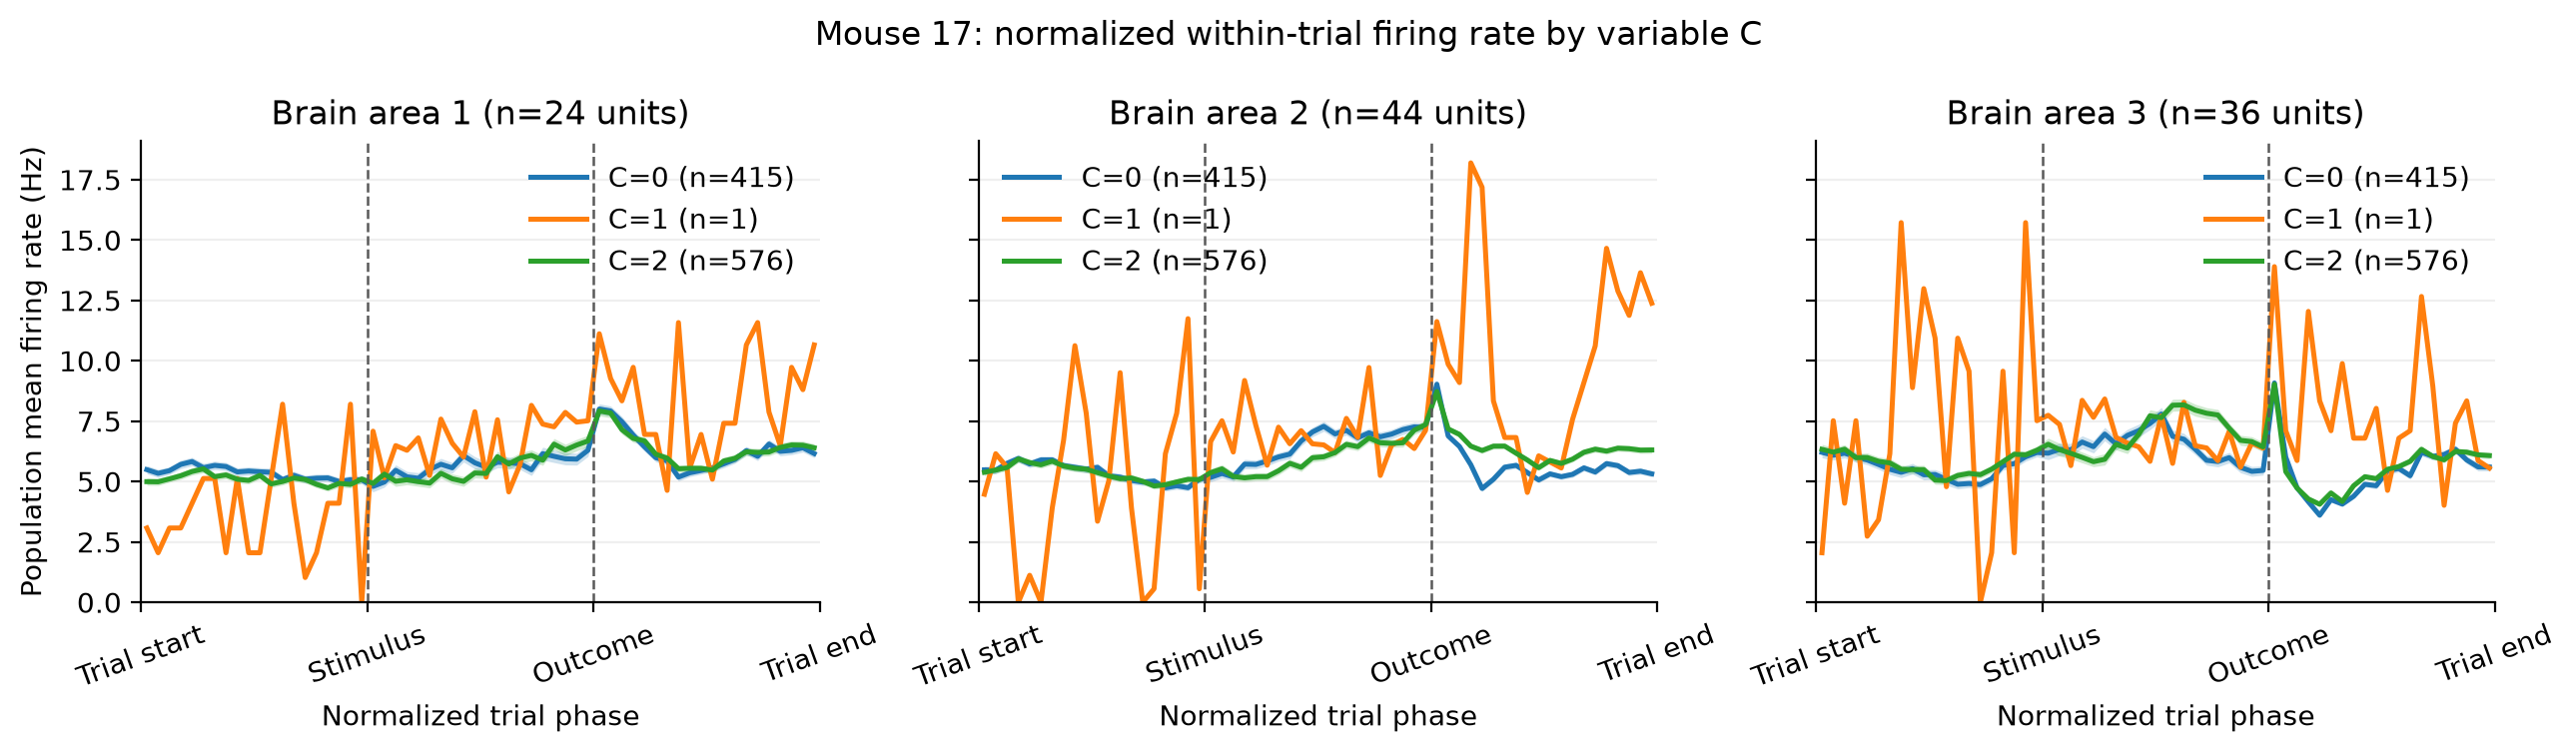 Mouse 17: normalized within-trial firing rate by variable C
Brain area 1 (n=24 units)
Population mean firing rate (Hz)
17.5
15.0
12.5
10.0
7.5
5.0
2.5
0.0
C=0 (n=415)
C=1 (n=1)
C=2 (n=576)
Trial start
Stimulus
Outcome
Trial end
Normalized trial phase
Brain area 2 (n=44 units)
C=0 (n=415)
C=1 (n=1)
C=2 (n=576)
Trial start
Stimulus
Outcome
Trial end
Normalized trial phase
Brain area 3 (n=36 units)
C=0 (n=415)
C=1 (n=1)
C=2 (n=576)
Trial start
Stimulus
Outcome
Trial end
Normalized trial phase